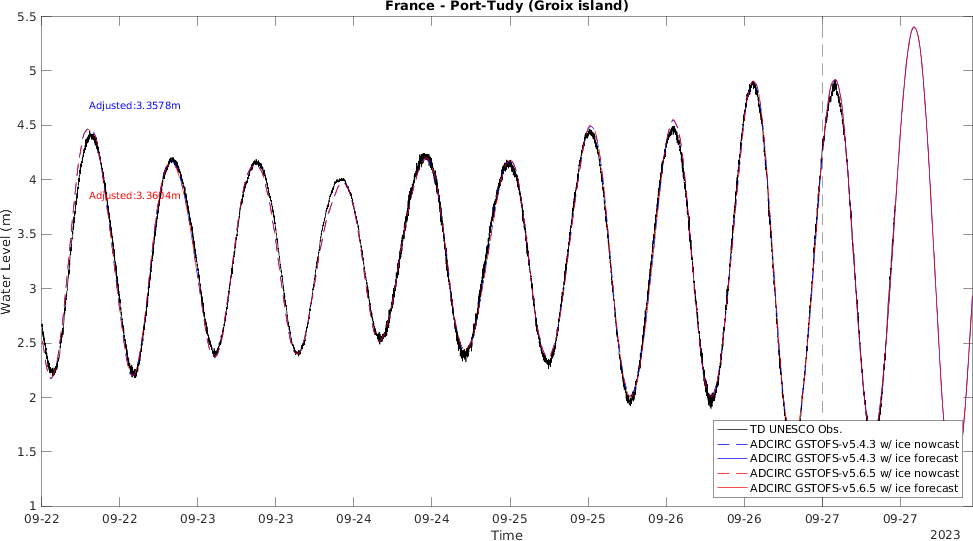 France - Port-Tudy (Groix island)
5.5
5
4.5
4
3.5
3
2.5
2
1.5
1
Water Level (m)
Adjusted:3.3578m
Adjusted:3.3604m
TD UNESCO Obs.
ADCIRC GSTOFS-v5.4.3 w/ ice nowcast
ADCIRC GSTOFS-v5.4.3 w/ ice forecast
ADCIRC GSTOFS-v5.6.5 w/ ice nowcast
ADCIRC GSTOFS-v5.6.5 w/ ice forecast
09-22 09-22 09-23 09-23 09-24 09-24 09-25 09-25 09-26 09-26 09-27 09-27
Time
2023